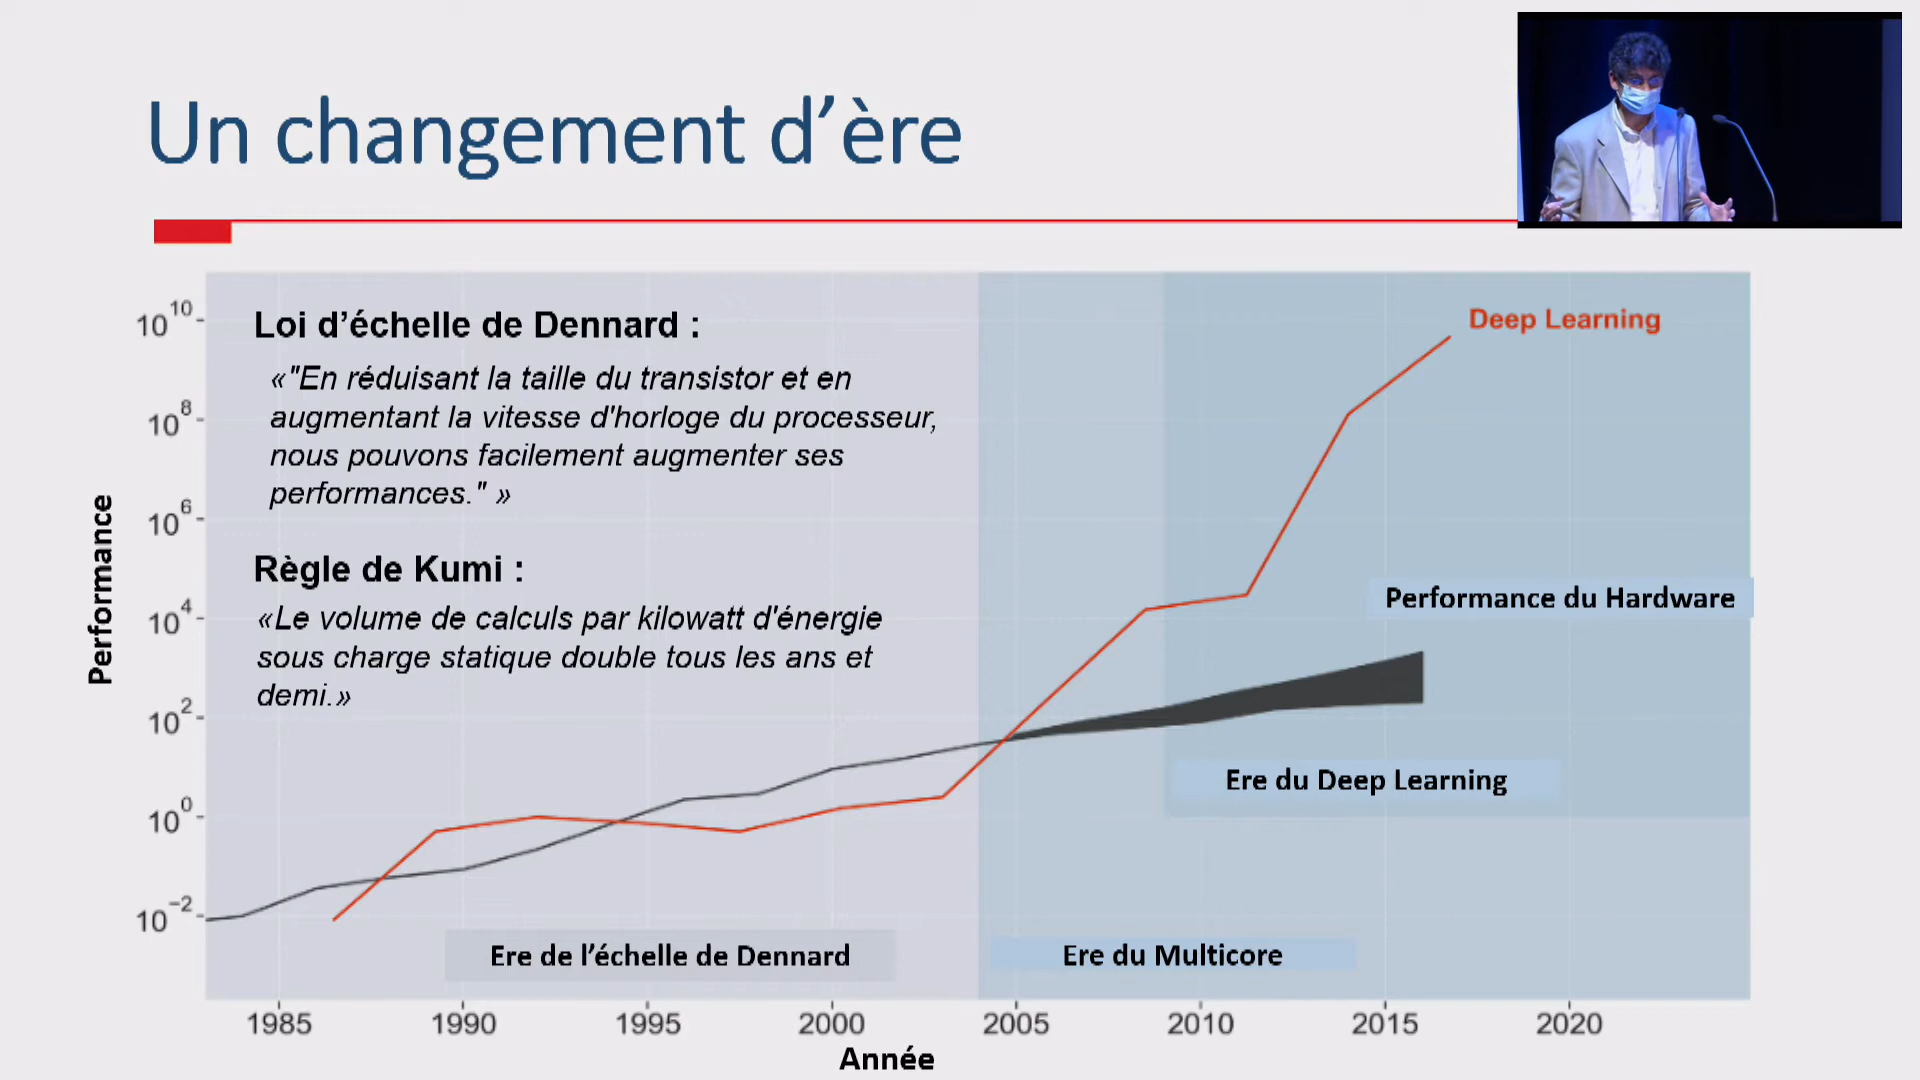 Un changement d’ère
Loi d’échelle de Dennard :
«"En réduisant la taille du transistor et en
augmentant la vitesse d'horloge du processeur,
nous pouvons facilement augmenter ses
performances." »
Règle de Kumi :
«Le volume de calculs par kilowatt d'énergie
sous charge statique double tous les ans et
demi.»
Deep Learning
Performance du Hardware
Ere du Deep Learning
Ere de l’échelle de Dennard
Ere du Multicore
Performance
10^10
10^8
10^6
10^4
10^2
10^0
10^−2
1985 1990 1995 2000 2005 2010 2015 2020
Année